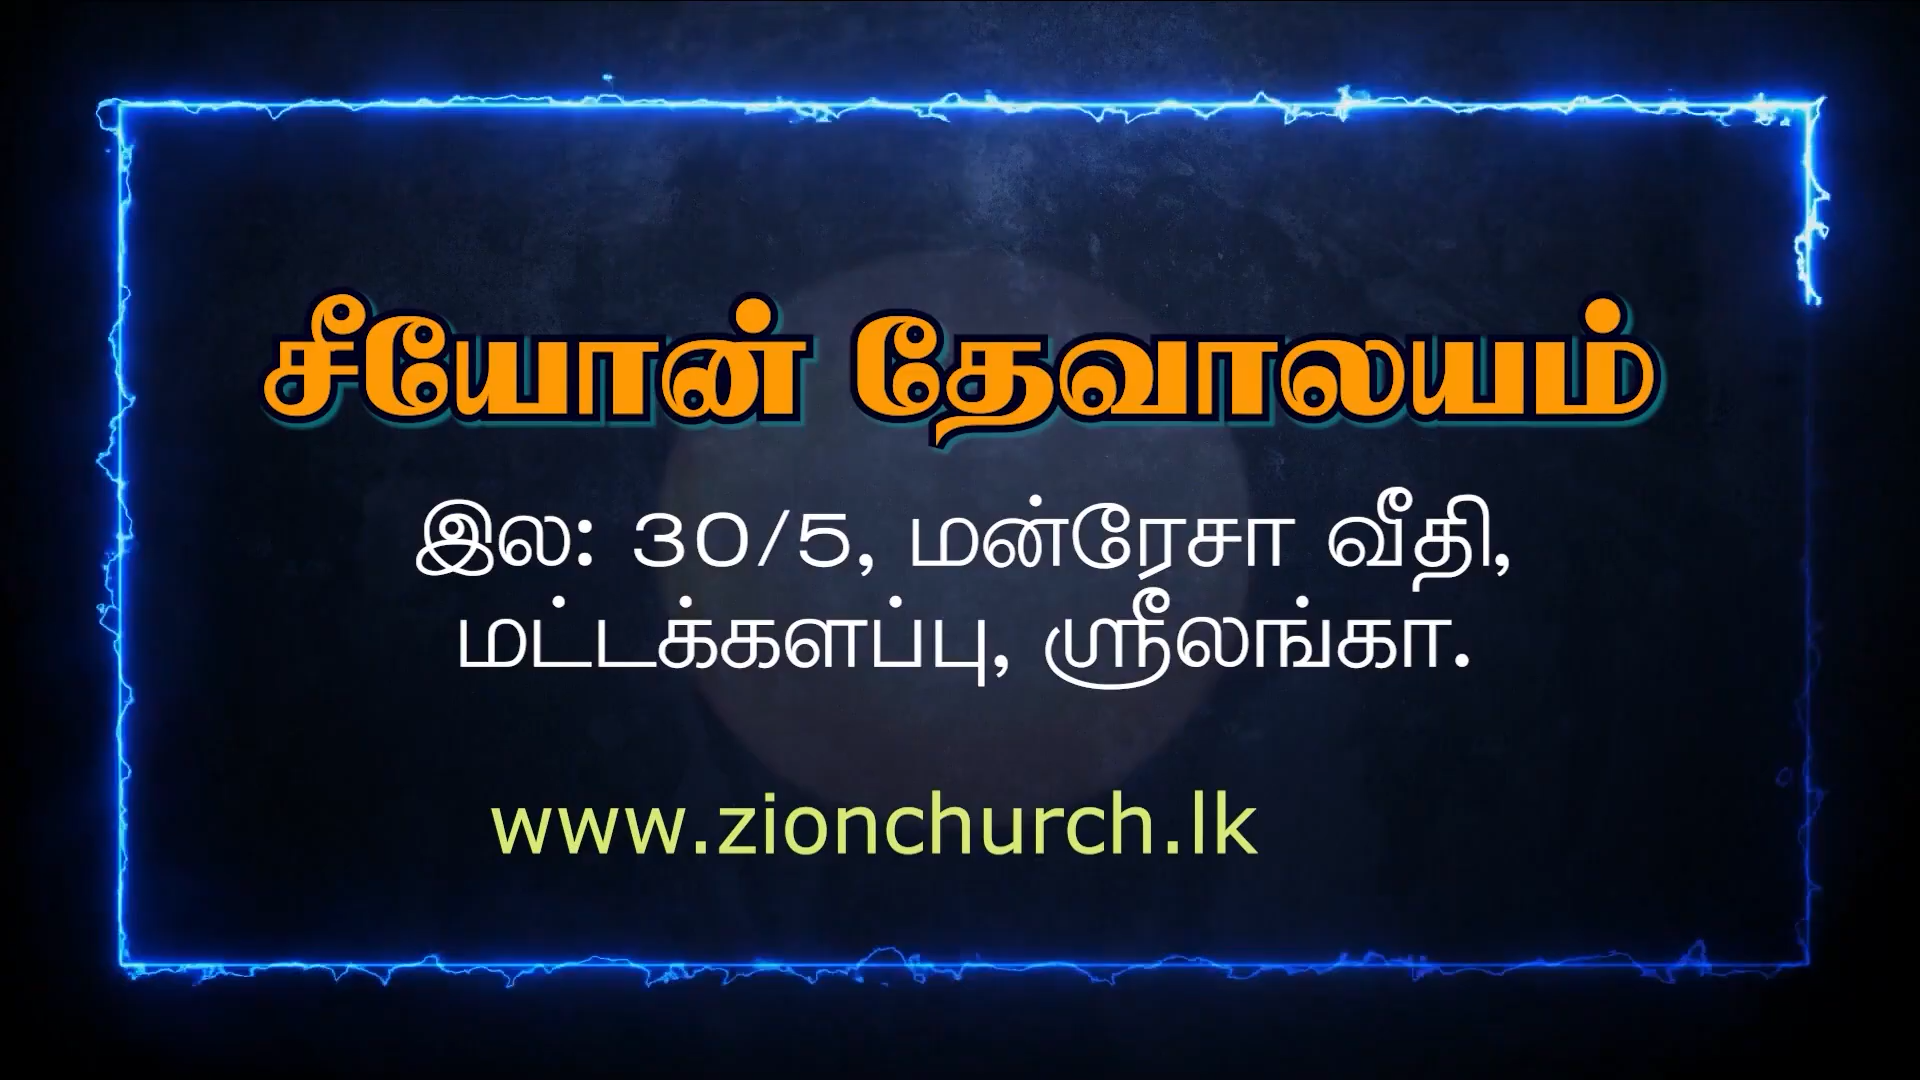 சீயோன் தேவாலயம்
இல: 30/5, மன்ரேசா வீதி,
மட்டக்களப்பு, ஸ்ரீலங்கா.
www.zionchurch.lk